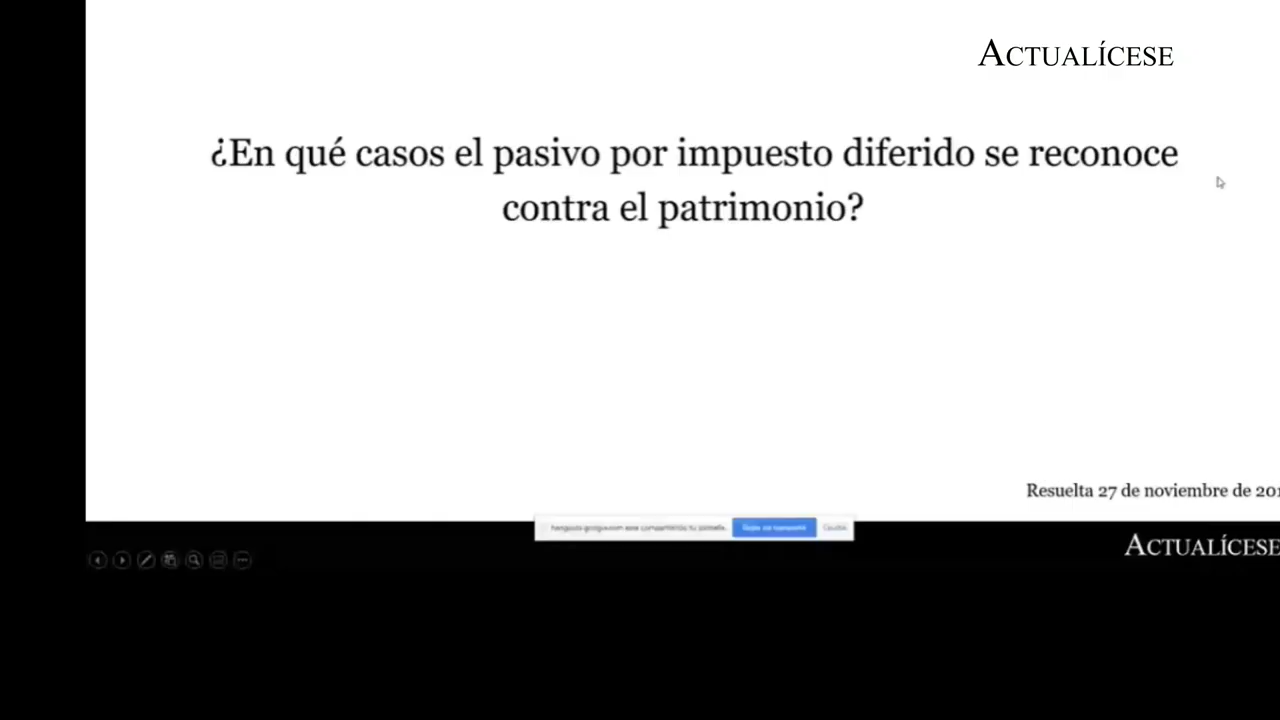 ACTUALÍCESE
¿En qué casos el pasivo por impuesto diferido se reconoce
contra el patrimonio?
Resuelta 27 de noviembre de 201
ACTUALÍCESE